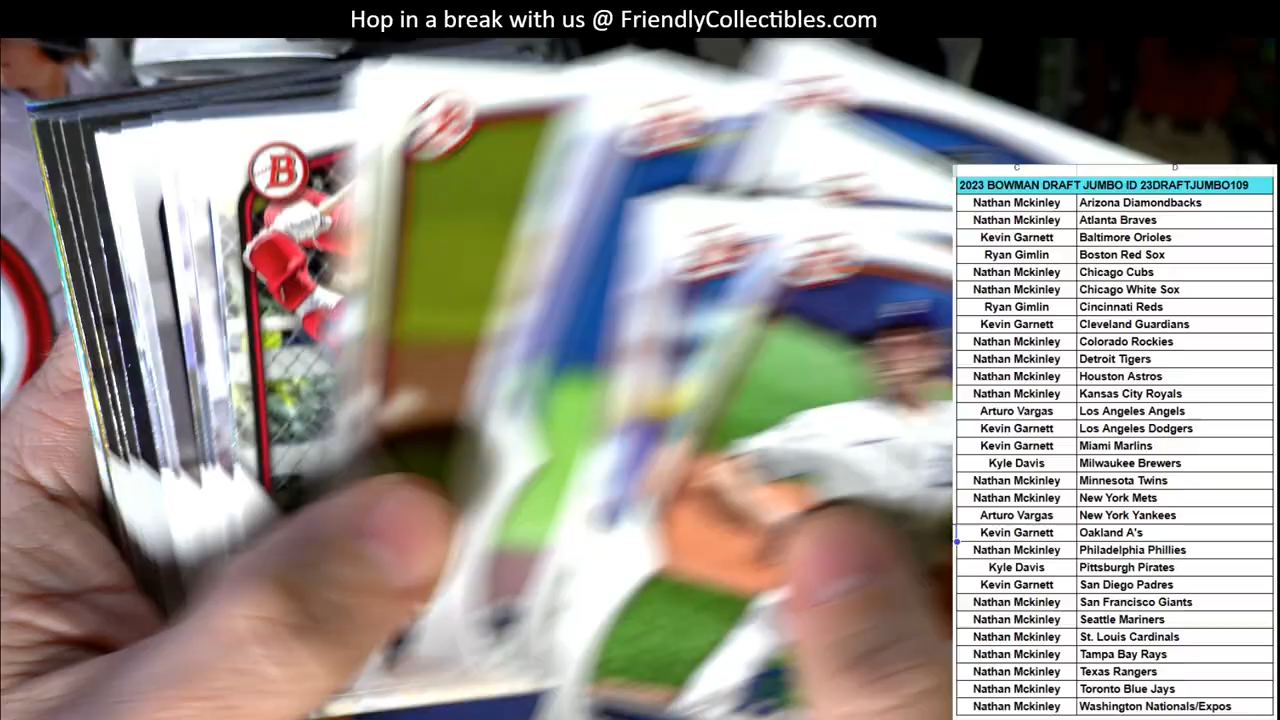 Hop in a break with us @ FriendlyCollectibles.com
C D
2023 BOWMAN DRAFT JUMBO ID 23DRAFTJUMBO109
Nathan Mckinley Arizona Diamondbacks
Nathan Mckinley Atlanta Braves
Kevin Garnett Baltimore Orioles
Ryan Gimlin Boston Red Sox
Nathan Mckinley Chicago Cubs
Nathan Mckinley Chicago White Sox
Ryan Gimlin Cincinnati Reds
Kevin Garnett Cleveland Guardians
Nathan Mckinley Colorado Rockies
Nathan Mckinley Detroit Tigers
Nathan Mckinley Houston Astros
Nathan Mckinley Kansas City Royals
Arturo Vargas Los Angeles Angels
Kevin Garnett Los Angeles Dodgers
Kevin Garnett Miami Marlins
Kyle Davis Milwaukee Brewers
Nathan Mckinley Minnesota Twins
Nathan Mckinley New York Mets
Arturo Vargas New York Yankees
Kevin Garnett Oakland A's
Nathan Mckinley Philadelphia Phillies
Kyle Davis Pittsburgh Pirates
Kevin Garnett San Diego Padres
Nathan Mckinley San Francisco Giants
Nathan Mckinley Seattle Mariners
Nathan Mckinley St. Louis Cardinals
Nathan Mckinley Tampa Bay Rays
Nathan Mckinley Texas Rangers
Nathan Mckinley Toronto Blue Jays
Nathan Mckinley Washington Nationals/Expos
B